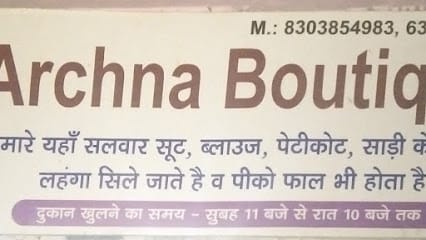 M.: 8303854983, 63
Archna Boutiq
मारे यहाँ सलवार सूट, ब्लाउज, पेटीकोट, साड़ी के
लहंगा सिले जाते है व पीको फाल भी होता है
दुकान खुलने का समय - सुबह 11 बजे से रात 10 बजे तक